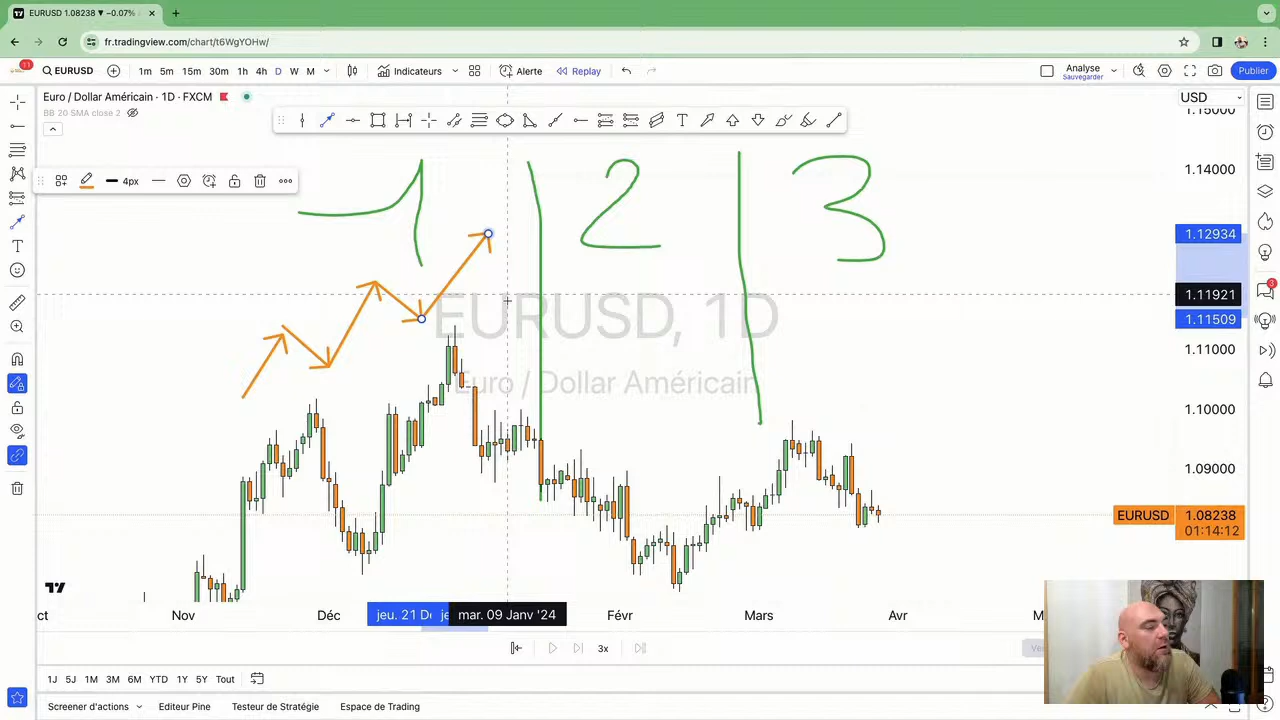 EURUSD 1.08238 ▼ −0.07%
fr.tradingview.com/chart/t6WgYOHw/
11
EURUSD 1m 5m 15m 30m 1h 4h D W M Indicateurs Alerte Replay Analyse Sauvegarder Publier
Euro / Dollar Américain · 1D · FXCM
USD
BB 20 SMA close 2
1.15000
1.14000
4px
1 2 3
1.12934
1.11921
3
1.11509
EURUSD, 1D
Euro / Dollar Américain
1.11000
1.10000
1.09000
EURUSD 1.08238
01:14:12
Nov Déc jeu. 21 D mar. 09 Janv '24 Févr Mars Avr
3x
1J 5J 1M 3M 6M YTD 1Y 5Y Tout
Screener d'actions Editeur Pine Testeur de Stratégie Espace de Trading